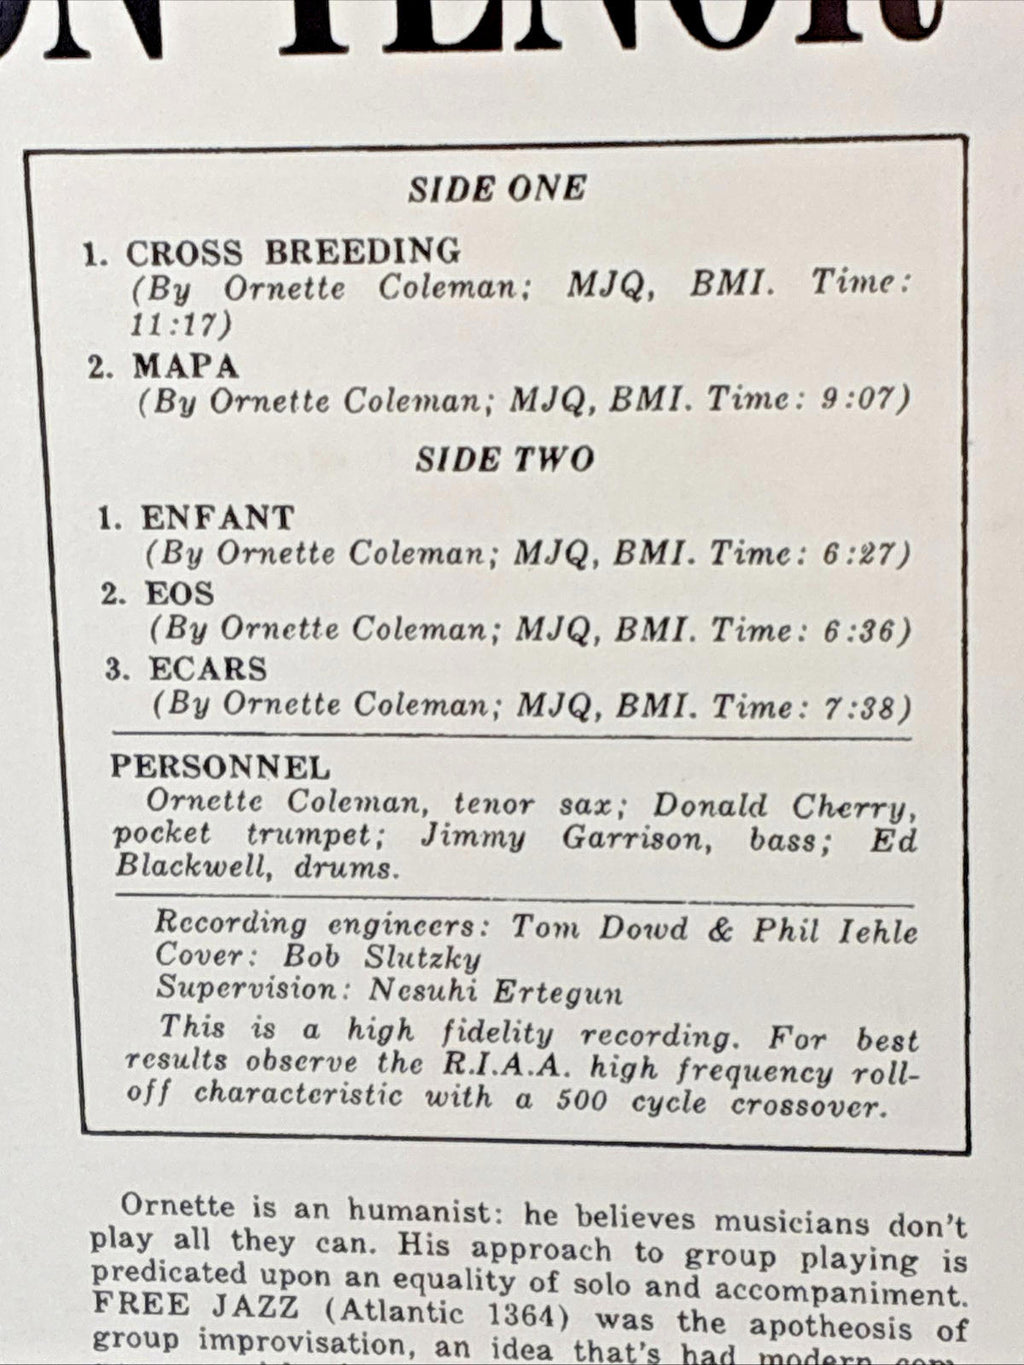 ON TENOR
SIDE ONE
1. CROSS BREEDING
(By Ornette Coleman; MJQ, BMI. Time:
11:17)
2. MAPA
(By Ornette Coleman; MJQ, BMI. Time: 9:07)
SIDE TWO
1. ENFANT
(By Ornette Coleman; MJQ, BMI. Time: 6:27)
2. EOS
(By Ornette Coleman; MJQ, BMI. Time: 6:36)
3. ECARS
(By Ornette Coleman; MJQ, BMI. Time: 7:38)
PERSONNEL
Ornette Coleman, tenor sax; Donald Cherry,
pocket trumpet; Jimmy Garrison, bass; Ed
Blackwell, drums.
Recording engineers: Tom Dowd & Phil Iehle
Cover: Bob Slutzky
Supervision: Nesuhi Ertegun
This is a high fidelity recording. For best
results observe the R.I.A.A. high frequency roll-
off characteristic with a 500 cycle crossover.
Ornette is an humanist: he believes musicians don't
play all they can. His approach to group playing is
predicated upon an equality of solo and accompaniment.
FREE JAZZ (Atlantic 1364) was the apotheosis of
group improvisation, an idea that's had modern com-